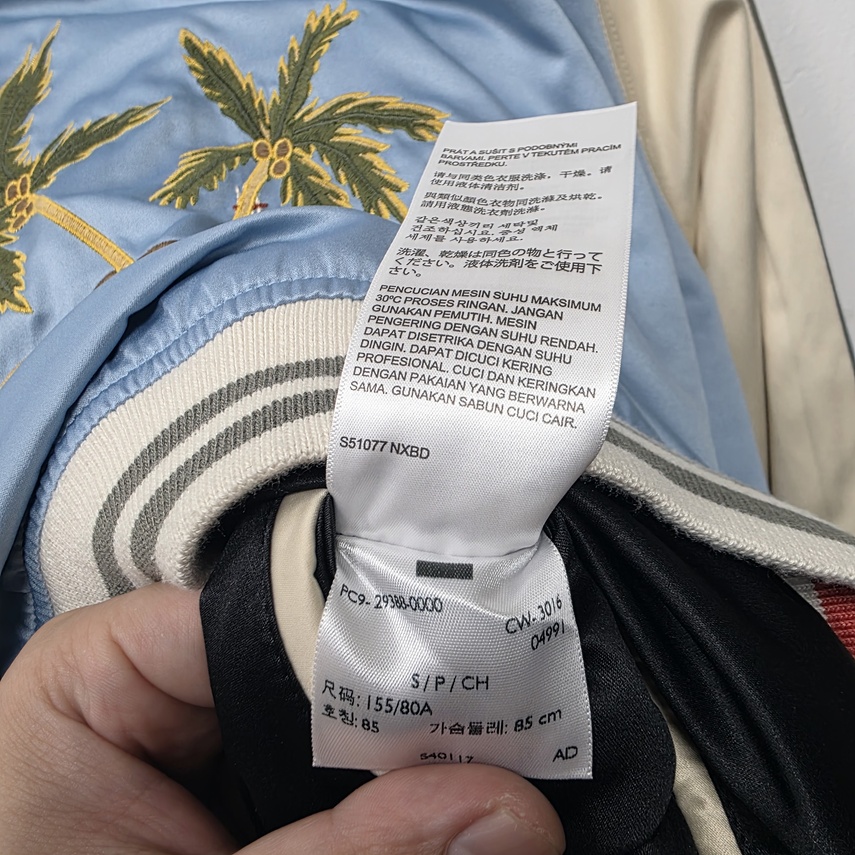 PRÁT A SUŠIT S PODOBNÝMI
BARVAMI. PERTE V TEKUTÉM PRACÍM
PROSTŘEDKU.
请与同类色衣服洗涤，干燥。请
使用液体清洁剂。
與類似顏色衣物同洗滌及烘乾。
請用液態洗衣劑洗滌。
같은색상끼리 세탁및
건조하십시요. 중성 액체
세제를 사용하세요.
洗濯、乾燥は同色の物と行って
ください。液体洗剤をご使用下
さい。
PENCUCIAN MESIN SUHU MAKSIMUM
30ºC PROSES RINGAN. JANGAN
GUNAKAN PEMUTIH. MESIN
PENGERING DENGAN SUHU RENDAH.
DAPAT DISETRIKA DENGAN SUHU
DINGIN. DAPAT DICUCI KERING
PROFESIONAL. CUCI DAN KERINGKAN
DENGAN PAKAIAN YANG BERWARNA
SAMA. GUNAKAN SABUN CUCI CAIR.
S51077 NXBD
PC9- 29388-0000
CW- 3016
04991
S / P / CH
尺码: 155/80A
호칭: 85 가슴둘레: 85 cm
540117 AD